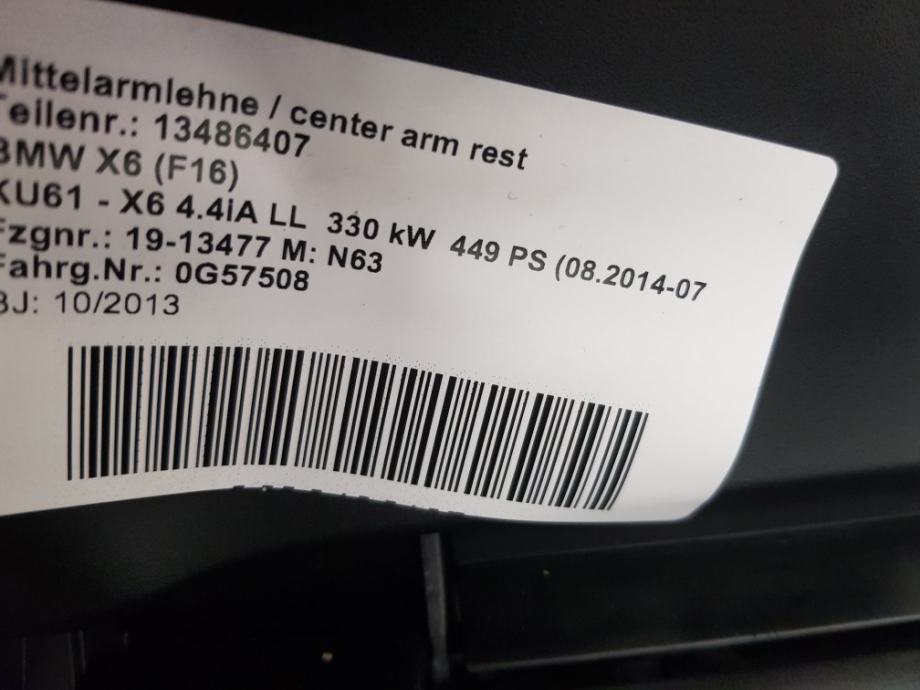 Mittelarmlehne / center arm rest
Teilenr.: 13486407
BMW X6 (F16)
KU61 - X6 4.4iA LL 330 kW 449 PS (08.2014-07
Fzgnr.: 19-13477 M: N63
Fahrg.Nr.: 0G57508
BJ: 10/2013